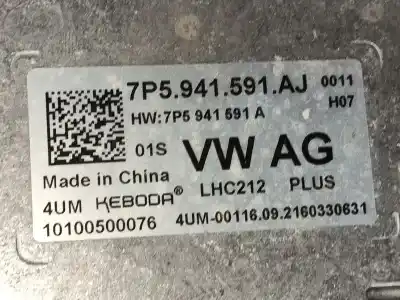 7P5.941.591.AJ 0011
HW:7P5 941 591 A H07
01S VW AG
Made in China LHC212 PLUS
4UM KEBODA® 4UM-00116.09.2160330631
10100500076